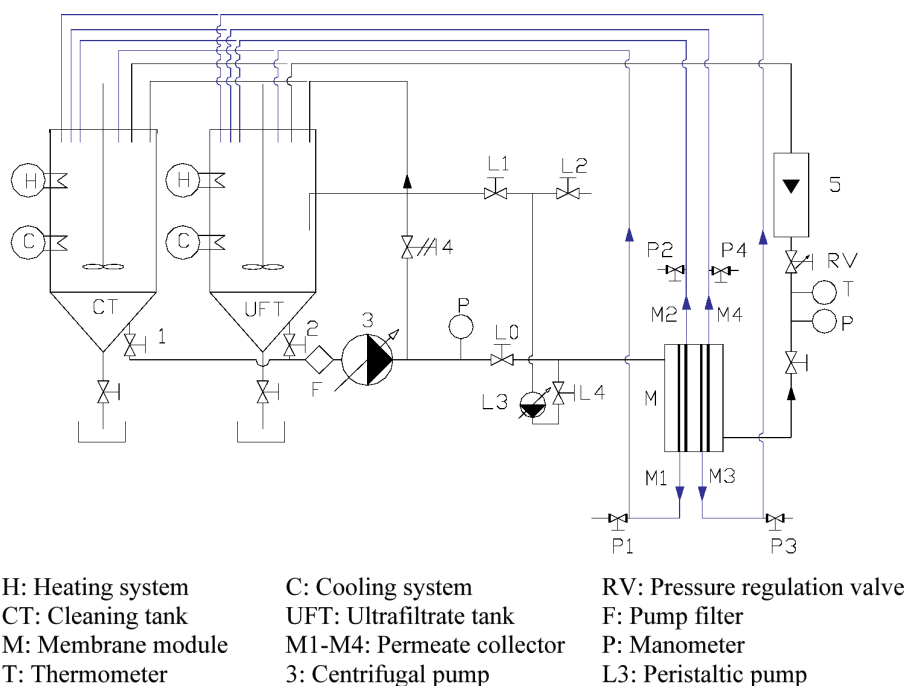 L1 L2
H H
4
5
C C
P2 P4
RV
T
CT UFT
1 2 3 P L0
M2 M4
P
F
L3 L4
M
M1 M3
P1 P3
H: Heating system C: Cooling system RV: Pressure regulation valve
CT: Cleaning tank UFT: Ultrafiltrate tank F: Pump filter
M: Membrane module M1-M4: Permeate collector P: Manometer
T: Thermometer 3: Centrifugal pump L3: Peristaltic pump